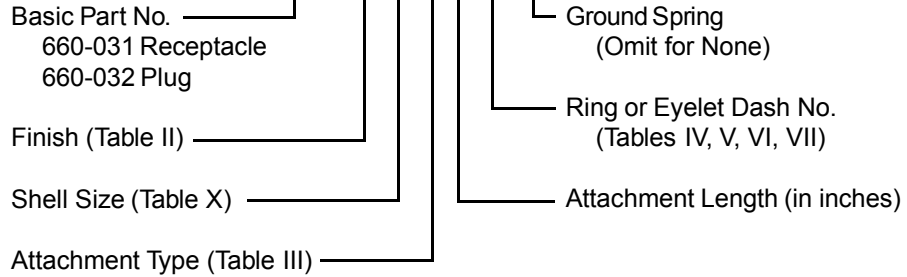 Basic Part No.
660-031 Receptacle
660-032 Plug
Finish (Table II)
Shell Size (Table X)
Attachment Type (Table III)
Ground Spring
(Omit for None)
Ring or Eyelet Dash No.
(Tables IV, V, VI, VII)
Attachment Length (in inches)